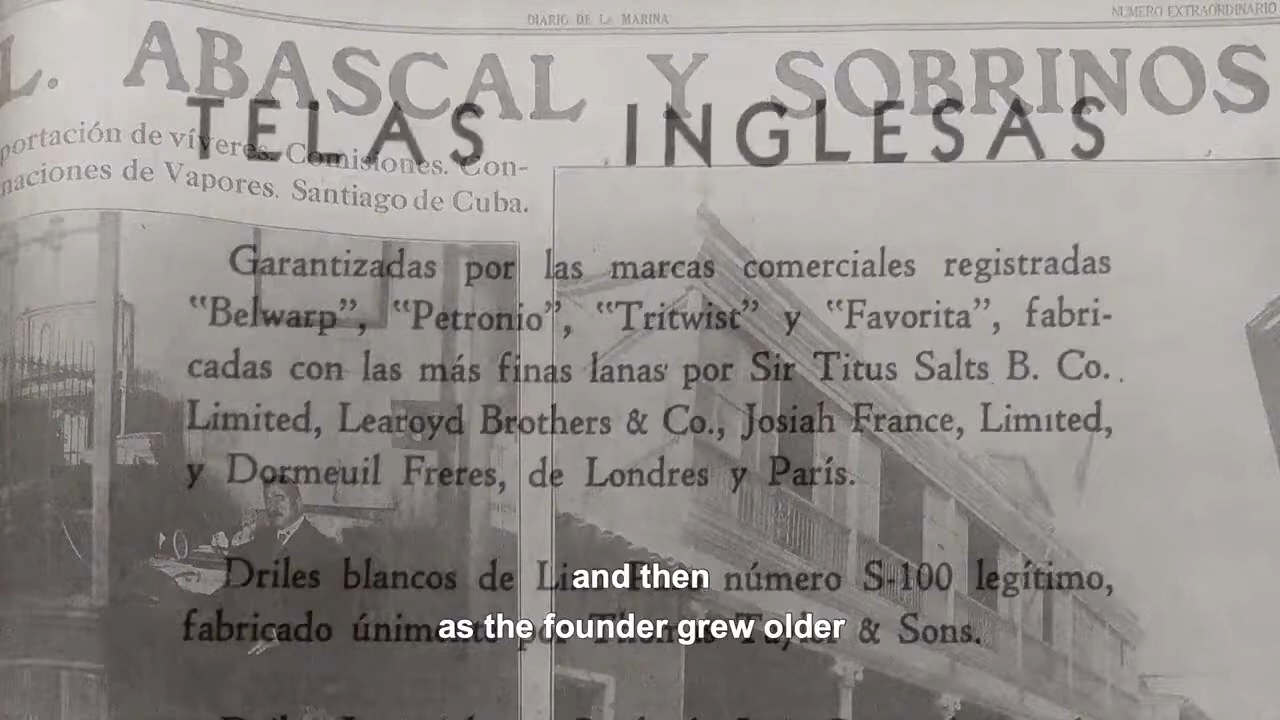 DIARIO DE LA MARINA
NUMERO EXTRAORDINARIO
L. ABASCAL Y SOBRINOS
TELAS INGLESAS
portación de víveres. Comisiones. Con-
naciones de Vapores. Santiago de Cuba.
Garantizadas por las marcas comerciales registradas
“Belwarp”, “Petronio”, “Tritwist” y “Favorita”, fabri-
cadas con las más finas lanas por Sir Titus Salts B. Co.
Limited, Learoyd Brothers & Co., Josiah France, Limited,
y Dormeuil Freres, de Londres y París.
Driles blancos de número S-100 legítimo,
and then
fabricado & Sons.
as the founder grew older